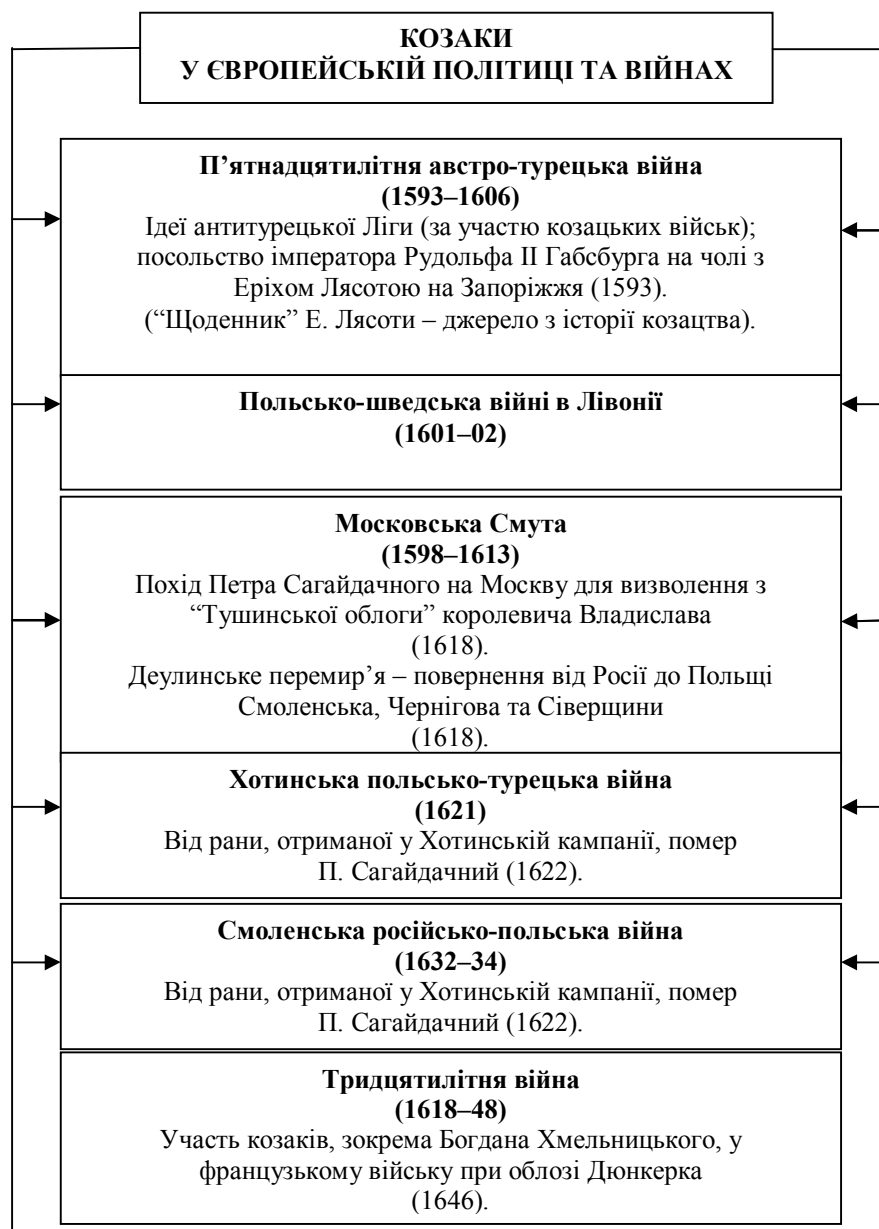 КОЗАКИ
У ЄВРОПЕЙСЬКІЙ ПОЛІТИЦІ ТА ВІЙНАХ
П’ятнадцятилітня австро-турецька війна
(1593–1606)
Ідеї антитурецької Ліги (за участю козацьких військ);
посольство імператора Рудольфа ІІ Габсбурга на чолі з
Еріхом Лясотою на Запоріжжя (1593).
(“Щоденник” Е. Лясоти – джерело з історії козацтва).
Польсько-шведська війні в Лівонії
(1601–02)
Московська Смута
(1598–1613)
Похід Петра Сагайдачного на Москву для визволення з
“Тушинської облоги” королевича Владислава
(1618).
Деулинське перемир’я – повернення від Росії до Польщі
Смоленська, Чернігова та Сіверщини
(1618).
Хотинська польсько-турецька війна
(1621)
Від рани, отриманої у Хотинській кампанії, помер
П. Сагайдачний (1622).
Смоленська російсько-польська війна
(1632–34)
Від рани, отриманої у Хотинській кампанії, помер
П. Сагайдачний (1622).
Тридцятилітня війна
(1618–48)
Участь козаків, зокрема Богдана Хмельницького, у
французькому війську при облозі Дюнкерка
(1646).